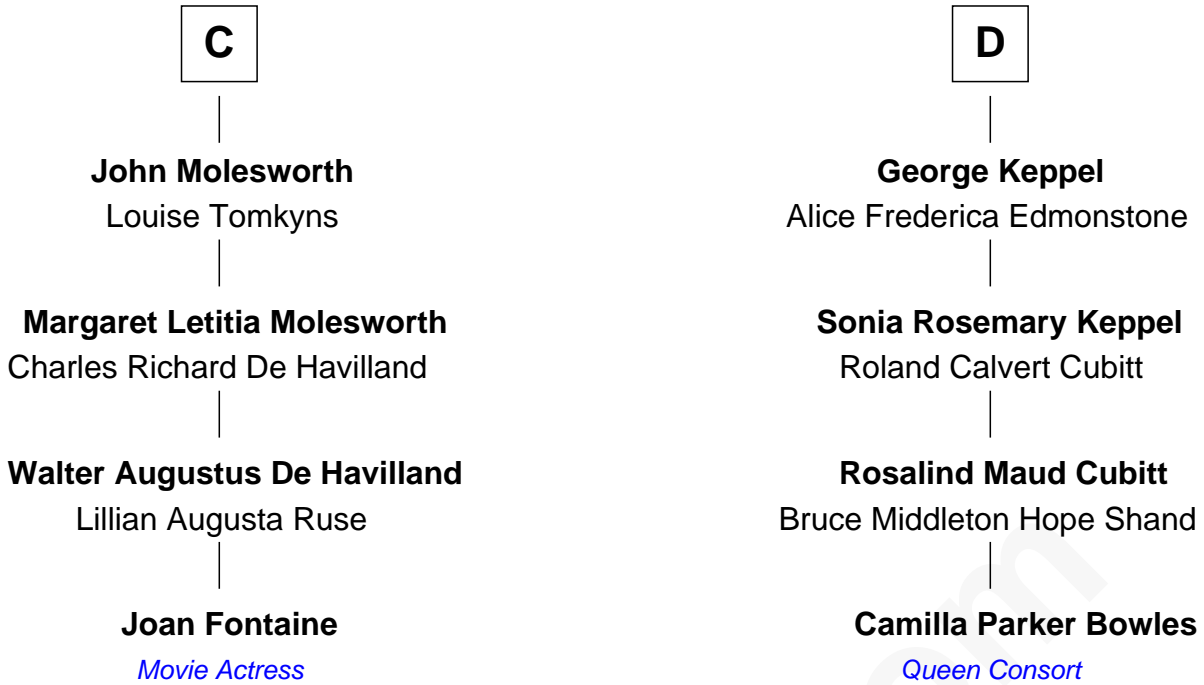 C
John Molesworth
Louise Tomkyns
Margaret Letitia Molesworth
Charles Richard De Havilland
Walter Augustus De Havilland
Lillian Augusta Ruse
Joan Fontaine
Movie Actress
D
George Keppel
Alice Frederica Edmonstone
Sonia Rosemary Keppel
Roland Calvert Cubitt
Rosalind Maud Cubitt
Bruce Middleton Hope Shand
Camilla Parker Bowles
Queen Consort